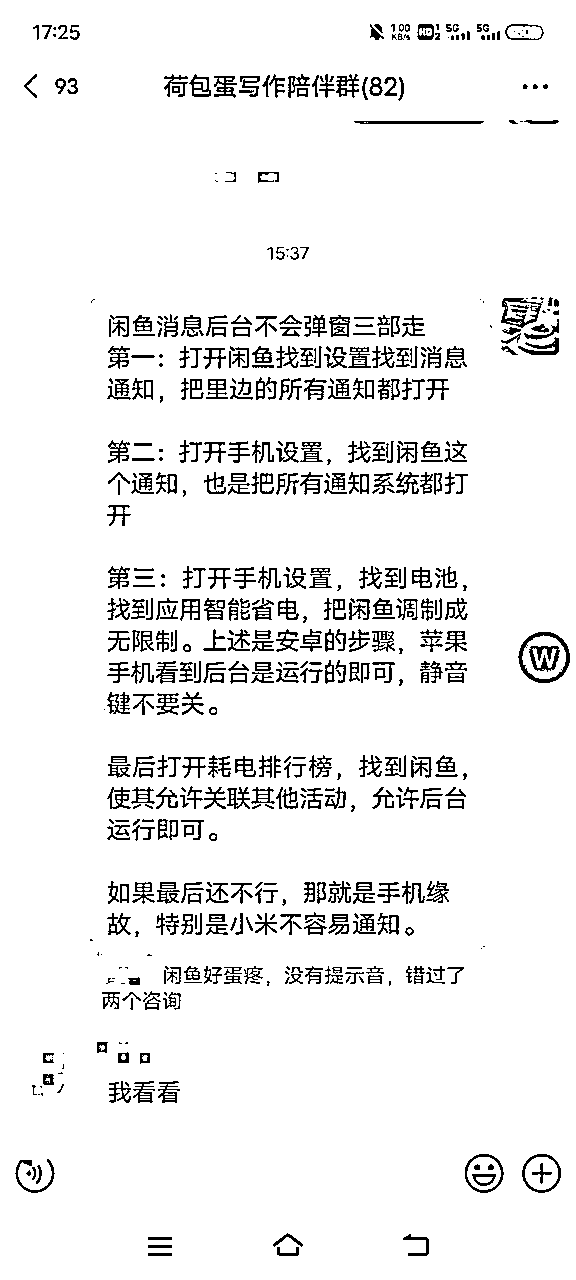 17:25
100 KB/s HD 1 2 5G 5G
93 荷包蛋写作陪伴群(82) ...
15:37
闲鱼消息后台不会弹窗三部走
第一：打开闲鱼找到设置找到消息
通知，把里边的所有通知都打开
第二：打开手机设置，找到闲鱼这
个通知，也是把所有通知系统都打
开
第三：打开手机设置，找到电池，
找到应用智能省电，把闲鱼调制成
无限制。上述是安卓的步骤，苹果
手机看到后台是运行的即可，静音
键不要关。
W
最后打开耗电排行榜，找到闲鱼，
使其允许关联其他活动，允许后台
运行即可。
如果最后还不行，那就是手机缘
故，特别是小米不容易通知。
闲鱼好蛋疼，没有提示音，错过了
两个咨询
我看看